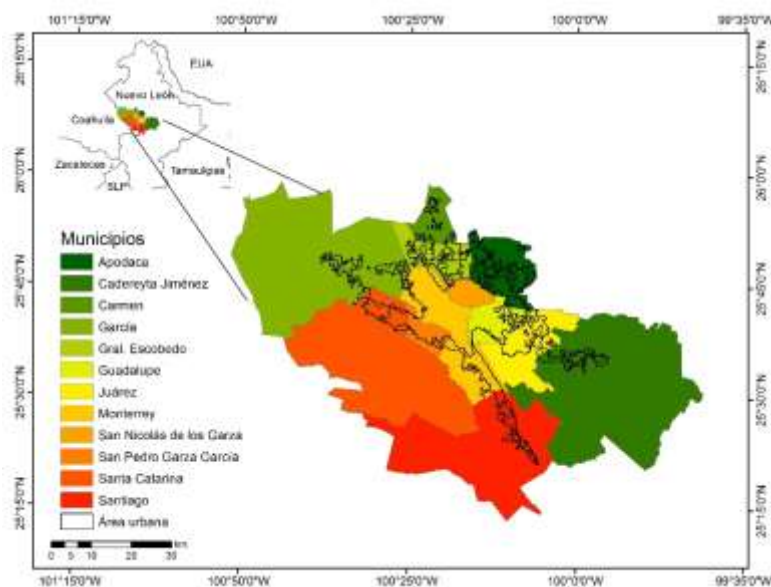 101°15'0"W 100°50'0"W 100°25'0"W 100°0'0"W 99°35'0"W
26°15'0"N
26°15'0"N
EUA
Nuevo León
Coahuila
Zacatecas
Tamaulipas
SLP
26°0'0"N
26°0'0"N
Municipios
Apodaca
Cadereyta Jiménez
Carmen
García
Gral. Escobedo
Guadalupe
Juárez
Monterrey
San Nicolás de los Garza
San Pedro Garza García
Santa Catarina
Santiago
Área urbana
25°45'0"N
25°45'0"N
25°30'0"N
25°30'0"N
25°15'0"N
25°15'0"N
km
0 5 10 20 30
101°15'0"W 100°50'0"W 100°25'0"W 100°0'0"W 99°35'0"W